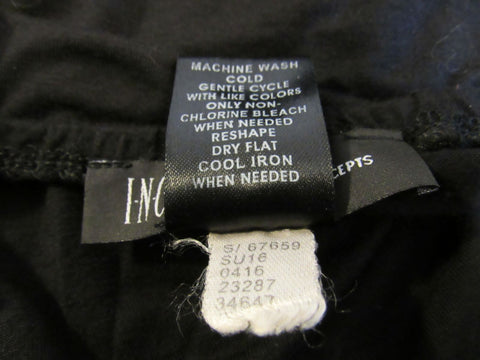 MACHINE WASH
COLD
GENTLE CYCLE
WITH LIKE COLORS
ONLY NON-
CHLORINE BLEACH
WHEN NEEDED
RESHAPE
DRY FLAT
COOL IRON
WHEN NEEDED
I·NC
CEPTS
S/ 67659
SU16
0416
23287
34647